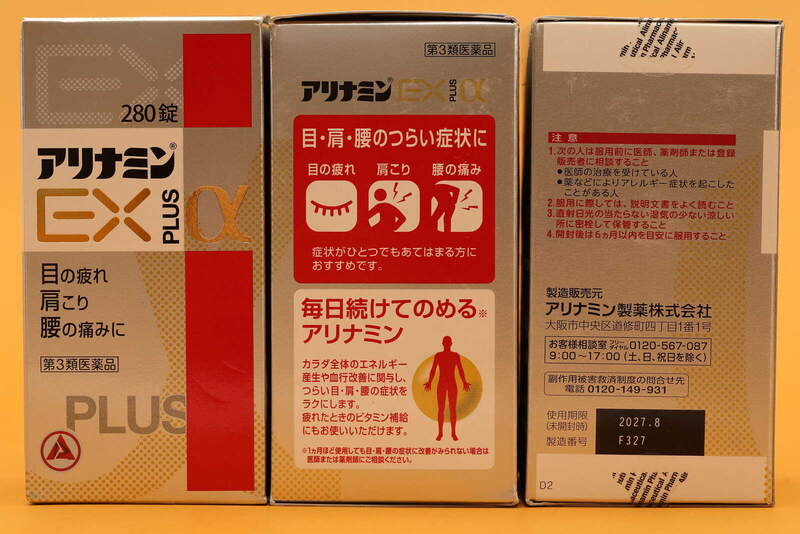 EX
PLUS
280錠
アリナミン®
EX PLUS α
目の疲れ
肩こり
腰の痛みに
第3類医薬品
PLUS
第3類医薬品
アリナミン® EX PLUS α
目・肩・腰のつらい症状に
目の疲れ 肩こり 腰の痛み
症状がひとつでもあてはまる方に
おすすめです。
毎日続けてのめる※
アリナミン
カラダ全体のエネルギー
産生や血行改善に関与し、
つらい目・肩・腰の症状を
ラクにします。
疲れたときのビタミン補給
にもお使いいただけます。
※1ヵ月ほど使用しても目・肩・腰の症状に改善がみられない場合は
医師または薬剤師にご相談ください。
注意
1.次の人は服用前に医師、薬剤師または登録
販売者に相談すること
●医師の治療を受けている人
●薬などによりアレルギー症状を起こした
ことがある人
2.服用に際しては、説明文書をよく読むこと
3.直射日光の当たらない湿気の少ない涼しい
所に密栓して保管すること
4.開封後は6ヵ月以内を目安に服用すること
製造販売元
アリナミン製薬株式会社
大阪市中央区道修町四丁目1番1号
お客様相談室 フリーダイヤル 0120-567-087
9:00~17:00(土、日、祝日を除く)
副作用被害救済制度の問合せ先
電話 0120-149-931
使用期限
(未開封時) 2027.8
製造番号 F327
D2